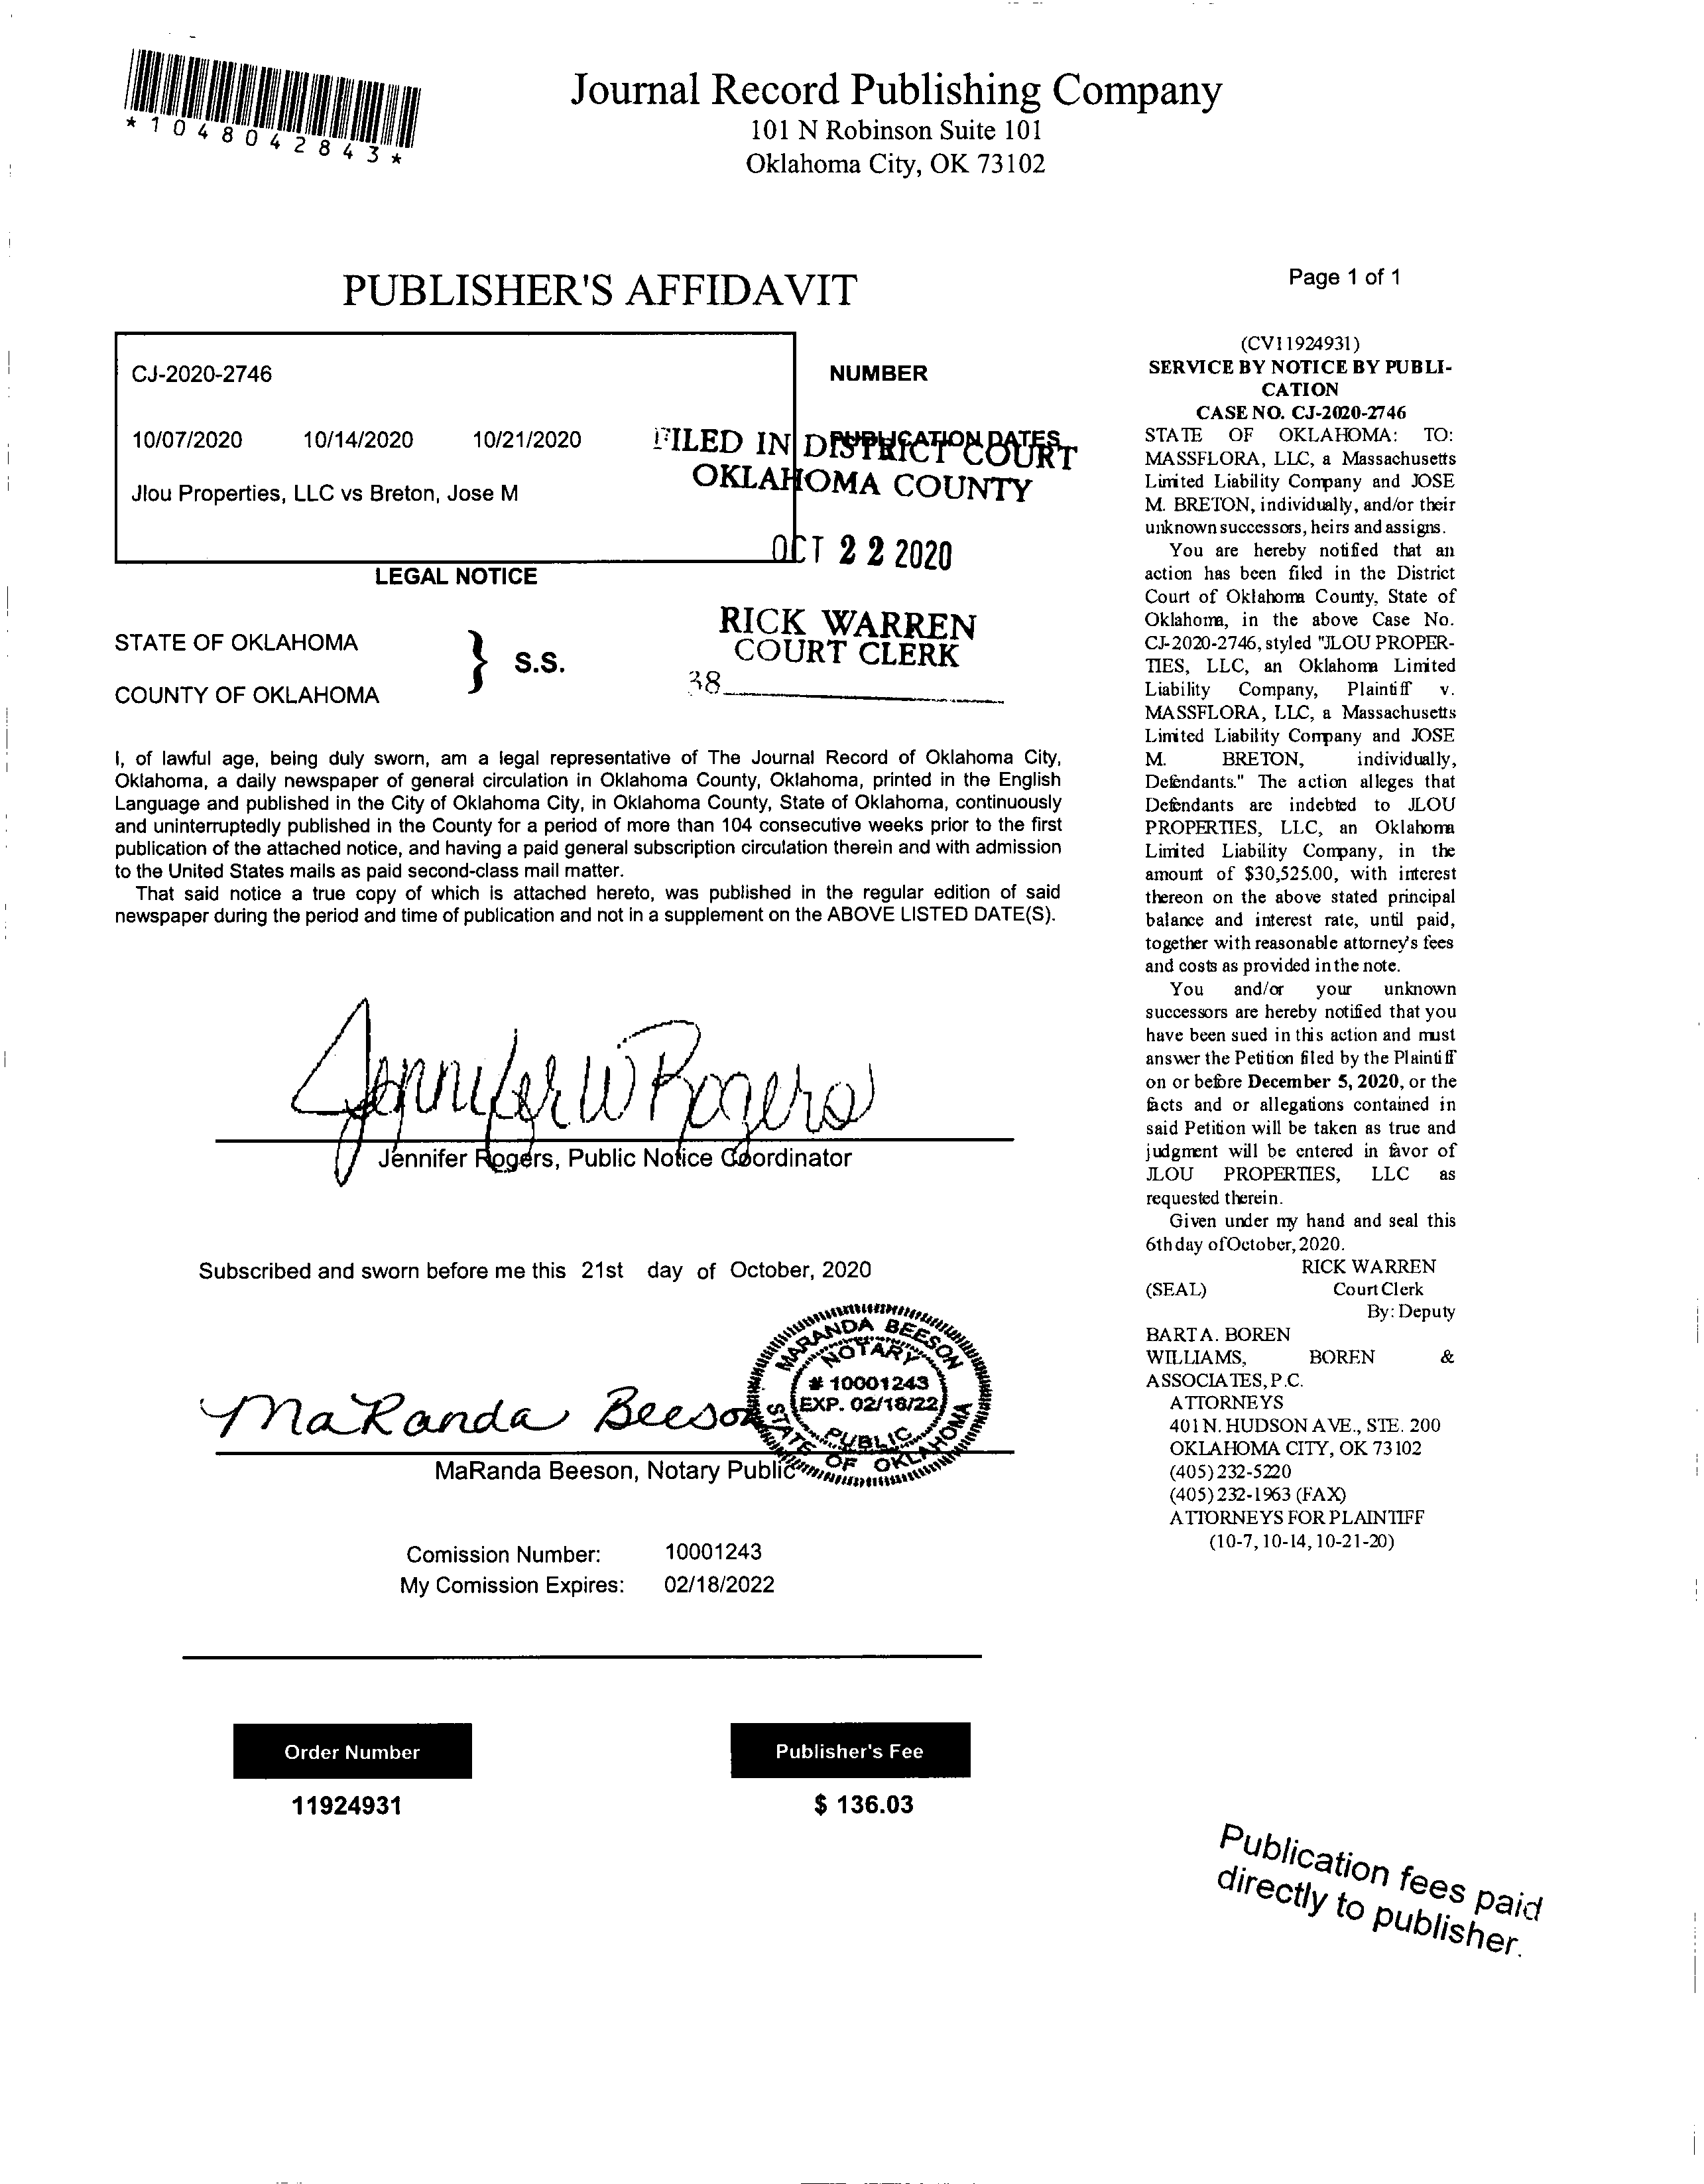 *1048042843*
Journal Record Publishing Company
101 N Robinson Suite 101
Oklahoma City, OK 73102
PUBLISHER'S AFFIDAVIT
Page 1 of 1
CJ-2020-2746
NUMBER
10/07/2020 10/14/2020 10/21/2020
PUBLICATION DATES
Jlou Properties, LLC vs Breton, Jose M
FILED IN DISTRICT COURT
OKLAHOMA COUNTY
OCT 22 2020
RICK WARREN
COURT CLERK
38
LEGAL NOTICE
STATE OF OKLAHOMA
} S.S.
COUNTY OF OKLAHOMA
I, of lawful age, being duly sworn, am a legal representative of The Journal Record of Oklahoma City,
Oklahoma, a daily newspaper of general circulation in Oklahoma County, Oklahoma, printed in the English
Language and published in the City of Oklahoma City, in Oklahoma County, State of Oklahoma, continuously
and uninterruptedly published in the County for a period of more than 104 consecutive weeks prior to the first
publication of the attached notice, and having a paid general subscription circulation therein and with admission
to the United States mails as paid second-class mail matter.
That said notice a true copy of which is attached hereto, was published in the regular edition of said
newspaper during the period and time of publication and not in a supplement on the ABOVE LISTED DATE(S).
Jennifer W Rogers
Jennifer Rogers, Public Notice Coordinator
Subscribed and sworn before me this 21st day of October, 2020
MaRanda Beeson
MARANDA BEESON
NOTARY
# 10001243
EXP. 02/18/22
PUBLIC
STATE OF OKLAHOMA
MaRanda Beeson, Notary Public
Comission Number: 10001243
My Comission Expires: 02/18/2022
Order Number
Publisher's Fee
11924931
$ 136.03
(CV11924931)
SERVICE BY NOTICE BY PUBLI-
CATION
CASE NO. CJ-2020-2746
STATE OF OKLAHOMA: TO:
MASSFLORA, LLC, a Massachusetts
Limited Liability Company and JOSE
M. BRETON, individually, and/or their
unknown successors, heirs and assigns.
You are hereby notified that an
action has been filed in the District
Court of Oklahoma County, State of
Oklahoma, in the above Case No.
CJ-2020-2746, styled "JLOU PROPER-
TIES, LLC, an Oklahoma Limited
Liability Company, Plaintiff v.
MASSFLORA, LLC, a Massachusetts
Limited Liability Company and JOSE
M. BRETON, individually,
Defendants." The action alleges that
Defendants are indebted to JLOU
PROPERTIES, LLC, an Oklahoma
Limited Liability Company, in the
amount of $30,525.00, with interest
thereon on the above stated principal
balance and interest rate, until paid,
together with reasonable attorney's fees
and costs as provided in the note.
You and/or your unknown
successors are hereby notified that you
have been sued in this action and must
answer the Petition filed by the Plaintiff
on or before December 5, 2020, or the
facts and or allegations contained in
said Petition will be taken as true and
judgment will be entered in favor of
JLOU PROPERTIES, LLC as
requested therein.
Given under my hand and seal this
6th day of October, 2020.
RICK WARREN
(SEAL) Court Clerk
By: Deputy
BART A. BOREN
WILLIAMS, BOREN &
ASSOCIATES, P.C.
ATTORNEYS
401 N. HUDSON AVE., STE. 200
OKLAHOMA CITY, OK 73102
(405) 232-5220
(405) 232-1963 (FAX)
ATTORNEYS FOR PLAINTIFF
(10-7, 10-14, 10-21-20)
Publication fees paid
directly to publisher.